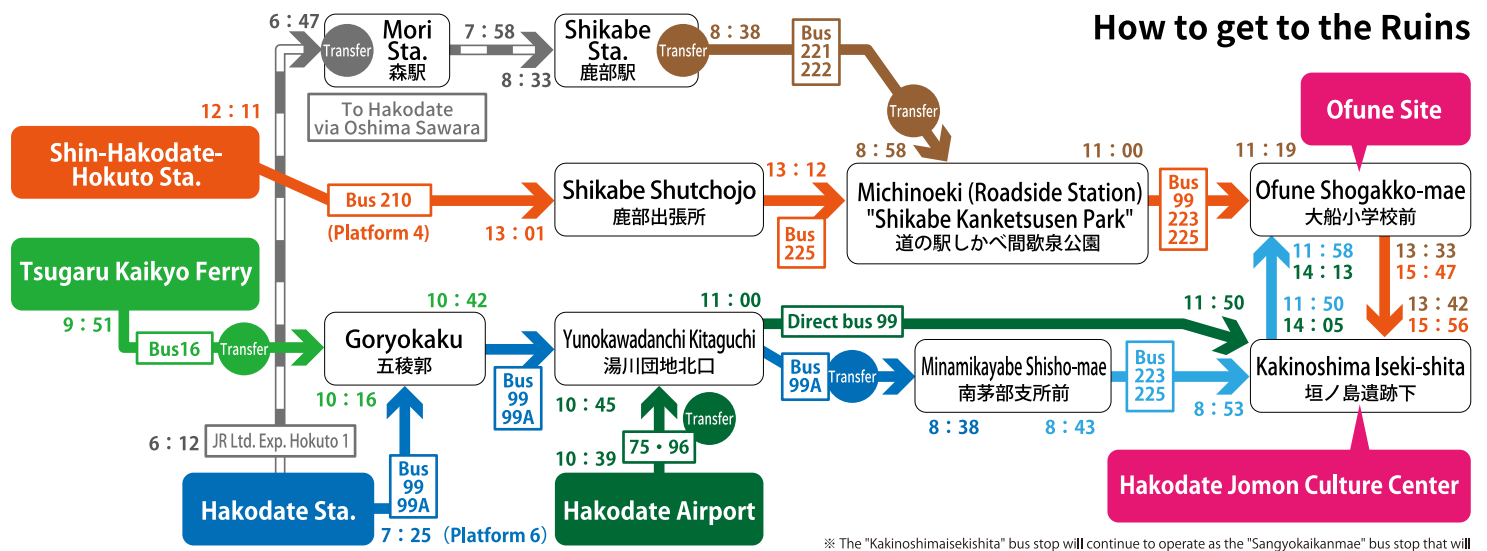 How to get to the Ruins
6：47
Transfer
Mori
Sta.
森駅
7：58
8：33
Shikabe
Sta.
鹿部駅
Transfer
8：38
Bus
221
222
Transfer
To Hakodate
via Oshima Sawara
Ofune Site
12：11
Shin-Hakodate-
Hokuto Sta.
Bus 210
(Platform 4)
13：01
Shikabe Shutchojo
鹿部出張所
13：12
Bus
225
8：58
11：00
Michinoeki (Roadside Station)
"Shikabe Kanketsusen Park"
道の駅しかべ間歇泉公園
Bus
99
223
225
11：19
Ofune Shogakko-mae
大船小学校前
11：58
14：13
13：33
15：47
11：50
14：05
13：42
15：56
Tsugaru Kaikyo Ferry
9：51
Bus16
Transfer
10：42
Goryokaku
五稜郭
10：16
Bus
99
99A
11：00
Yunokawadanchi Kitaguchi
湯川団地北口
10：45
Direct bus 99
11：50
Bus
99A
Transfer
Minamikayabe Shisho-mae
南茅部支所前
8：38
8：43
Bus
223
225
8：53
Kakinoshima Iseki-shita
垣ノ島遺跡下
6：12
JR Ltd. Exp. Hokuto 1
Hakodate Sta.
Bus
99
99A
7：25（Platform 6)
Transfer
75・96
10：39
Hakodate Airport
Hakodate Jomon Culture Center
※ The "Kakinoshimaisekishita" bus stop will continue to operate as the "Sangyokaikanmae" bus stop that will